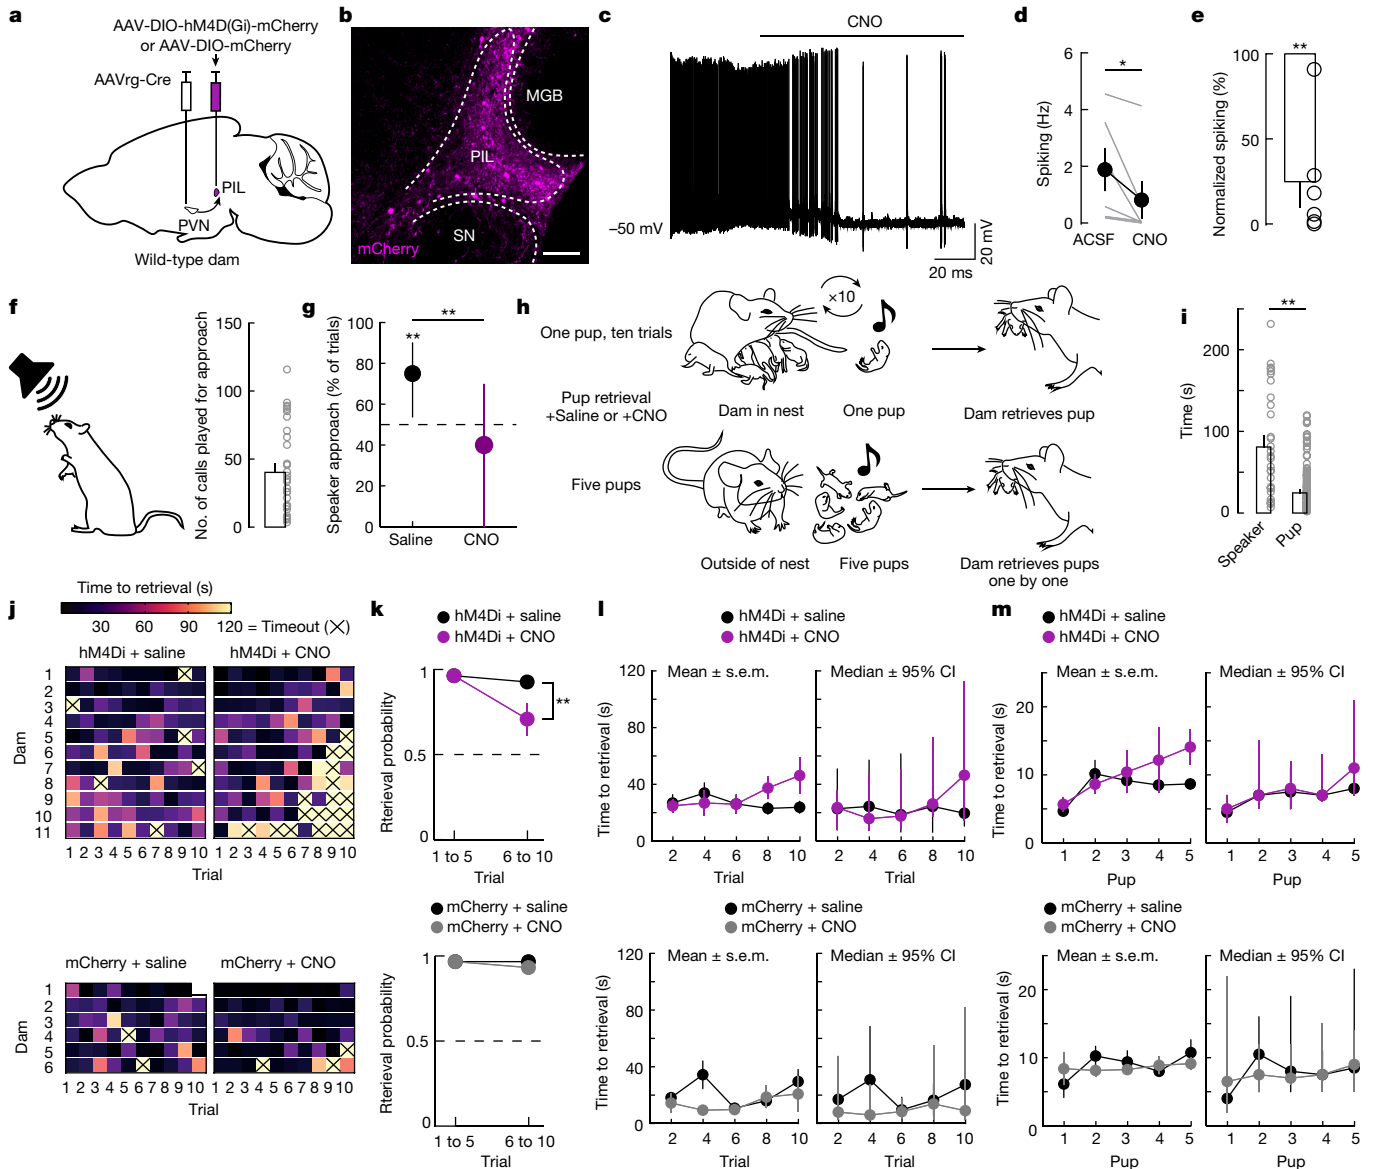 a
AAV-DIO-hM4D(Gi)-mCherry
or AAV-DIO-mCherry
AAVrg-Cre
PIL
PVN
Wild-type dam
b
MGB
PIL
SN
mCherry
c
CNO
–50 mV
20 mV
20 ms
d
Spiking (Hz)
6
4
2
0
*
ACSF
CNO
e
Normalized spiking (%)
100
50
0
**
f
No. of calls played for approach
150
100
50
0
g
Speaker approach (% of trials)
100
80
60
40
20
0
**
**
Saline
CNO
h
One pup, ten trials
×10
Pup retrieval
+Saline or +CNO
Dam in nest
One pup
Dam retrieves pup
Five pups
Outside of nest
Five pups
Dam retrieves pups
one by one
i
Time (s)
200
100
0
**
Speaker
Pup
j
Time to retrieval (s)
30 60 90 120 = Timeout
hM4Di + saline
hM4Di + CNO
Dam
1
2
3
4
5
6
7
8
9
10
11
1 2 3 4 5 6 7 8 9 10
1 2 3 4 5 6 7 8 9 10
Trial
mCherry + saline
mCherry + CNO
Dam
1
2
3
4
5
6
1 2 3 4 5 6 7 8 9 10
1 2 3 4 5 6 7 8 9 10
Trial
k
hM4Di + saline
hM4Di + CNO
Rterieval probability
1
0.5
0
**
1 to 5
6 to 10
Trial
mCherry + saline
mCherry + CNO
Rterieval probability
1
0.5
0
1 to 5
6 to 10
Trial
l
hM4Di + saline
hM4Di + CNO
Mean ± s.e.m.
Median ± 95% CI
Time to retrieval (s)
120
80
40
0
2 4 6 8 10
2 4 6 8 10
Trial
Trial
mCherry + saline
mCherry + CNO
Mean ± s.e.m.
Median ± 95% CI
Time to retrieval (s)
120
80
40
0
2 4 6 8 10
2 4 6 8 10
Trial
Trial
m
hM4Di + saline
hM4Di + CNO
Mean ± s.e.m.
Median ± 95% CI
Time to retrieval (s)
20
10
0
1 2 3 4 5
1 2 3 4 5
Pup
Pup
mCherry + saline
mCherry + CNO
Mean ± s.e.m.
Median ± 95% CI
Time to retrieval (s)
20
10
0
1 2 3 4 5
1 2 3 4 5
Pup
Pup